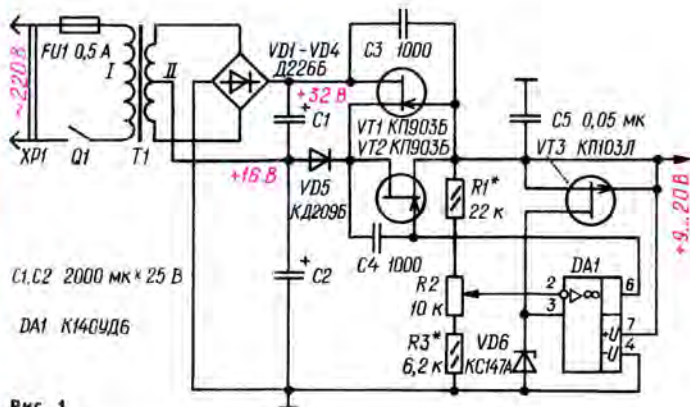 ~220В
FU1 0,5 А
I
II
VD1-VD4
Д226Б
C3 1000
+32 В
+
C1
VT1 КП903Б
VT2 КП903Б
C5 0,05 мк
VT3 КП103Л
XP1
Q1
T1
+16 В
VD5
КД209Б
R1*
22 к
+9...20В
C1,C2 2000 мк × 25 В
+
C2
C4 1000
DA1
R2
10 к
2
3
▷∞
6
7
+U
-U
4
DA1 К140УД6
R3*
6,2 к
VD6
КС147А
Рис. 1